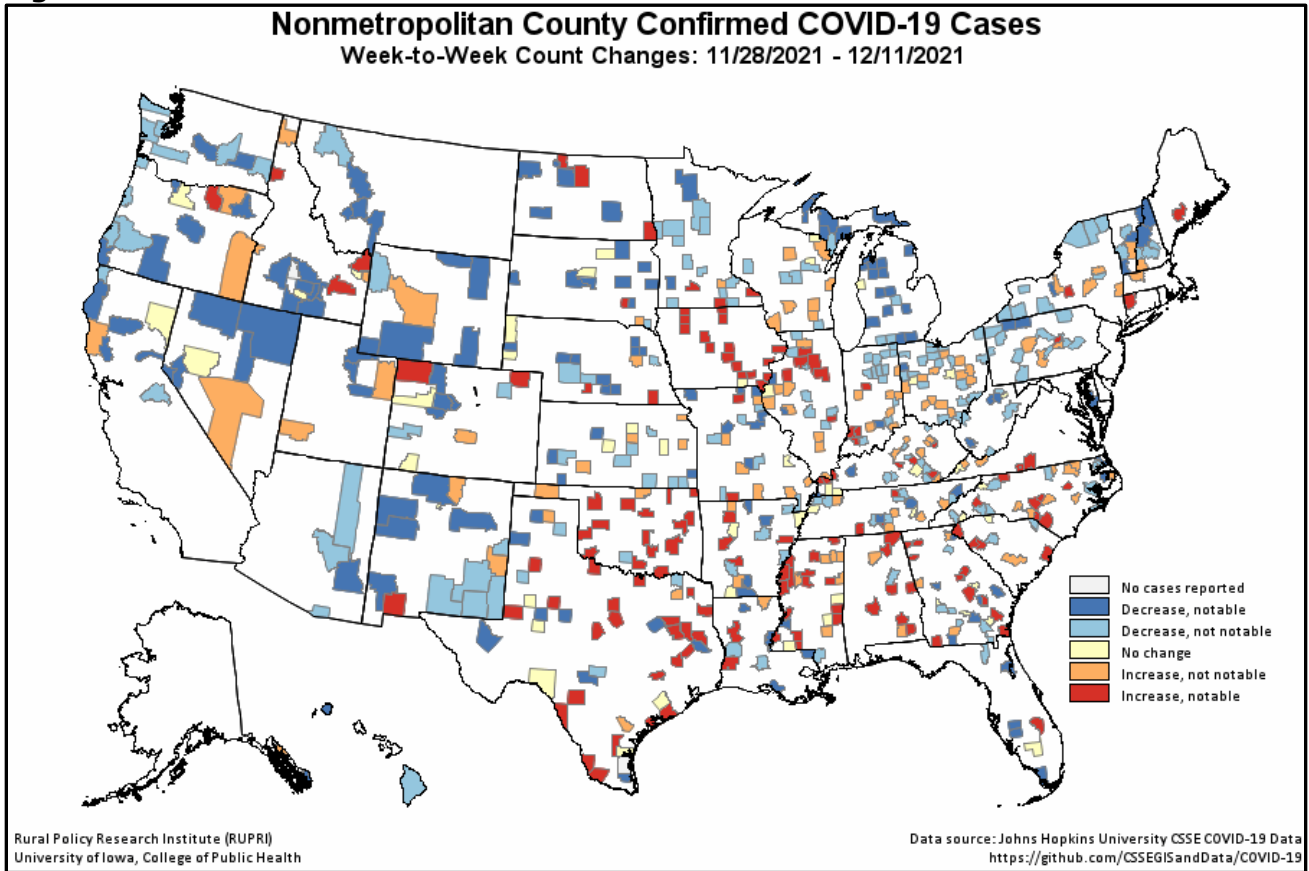 Nonmetropolitan County Confirmed COVID-19 Cases
Week-to-Week Count Changes: 11/28/2021 - 12/11/2021
No cases reported
Decrease, notable
Decrease, not notable
No change
Increase, not notable
Increase, notable
Rural Policy Research Institute (RUPRI)
University of Iowa, College of Public Health
Data source: Johns Hopkins University CSSE COVID-19 Data
https://github.com/CSSEGISandData/COVID-19